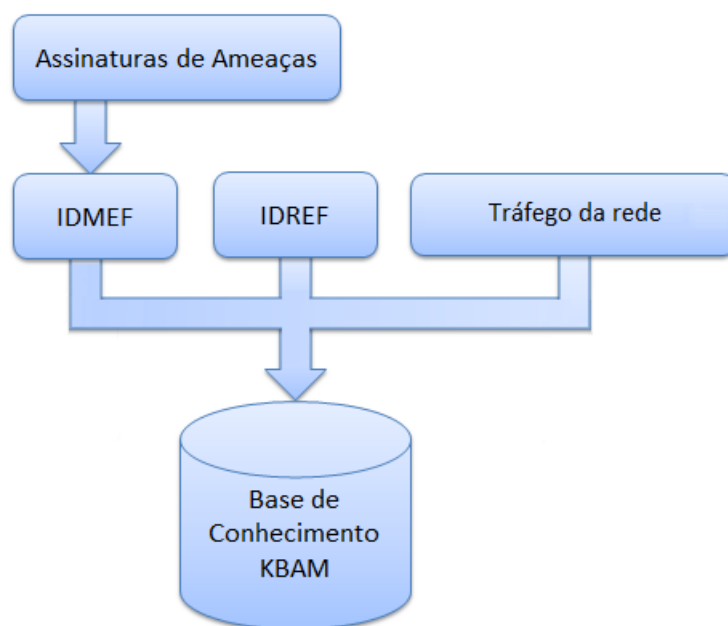 Assinaturas de Ameaças
IDMEF
IDREF
Tráfego da rede
Base de
Conhecimento
KBAM